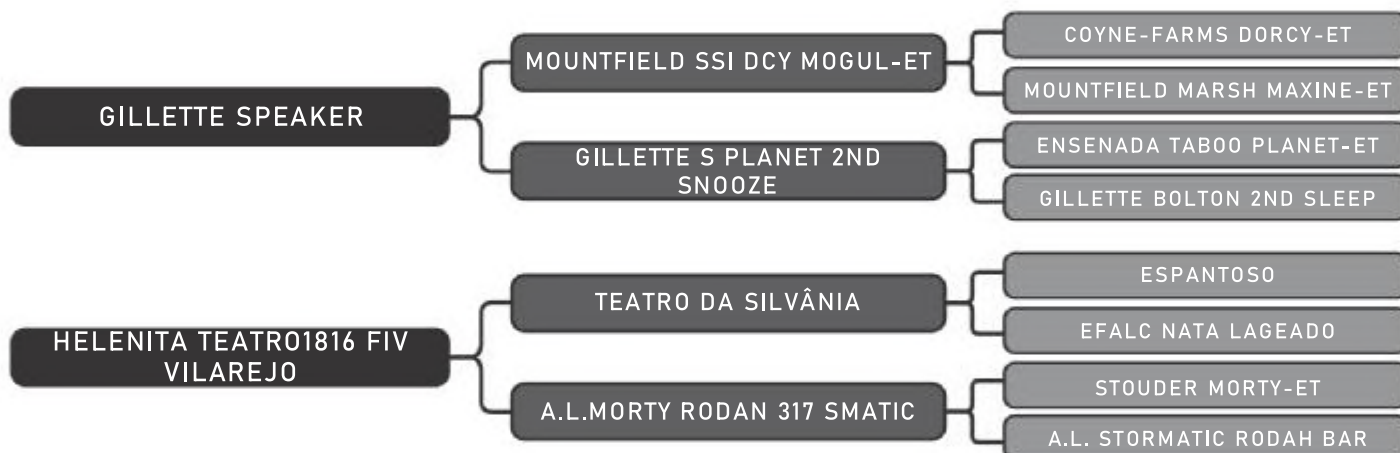 COYNE-FARMS DORCY-ET
MOUNTFIELD SSI DCY MOGUL-ET
MOUNTFIELD MARSH MAXINE-ET
GILLETTE SPEAKER
ENSENADA TABOO PLANET-ET
GILLETTE S PLANET 2ND
SNOOZE
GILLETTE BOLTON 2ND SLEEP
ESPANTOSO
TEATRO DA SILVÂNIA
EFALC NATA LAGEADO
HELENITA TEATRO1816 FIV
VILAREJO
STOUDER MORTY-ET
A.L.MORTY RODAN 317 SMATIC
A.L. STORMATIC RODAH BAR